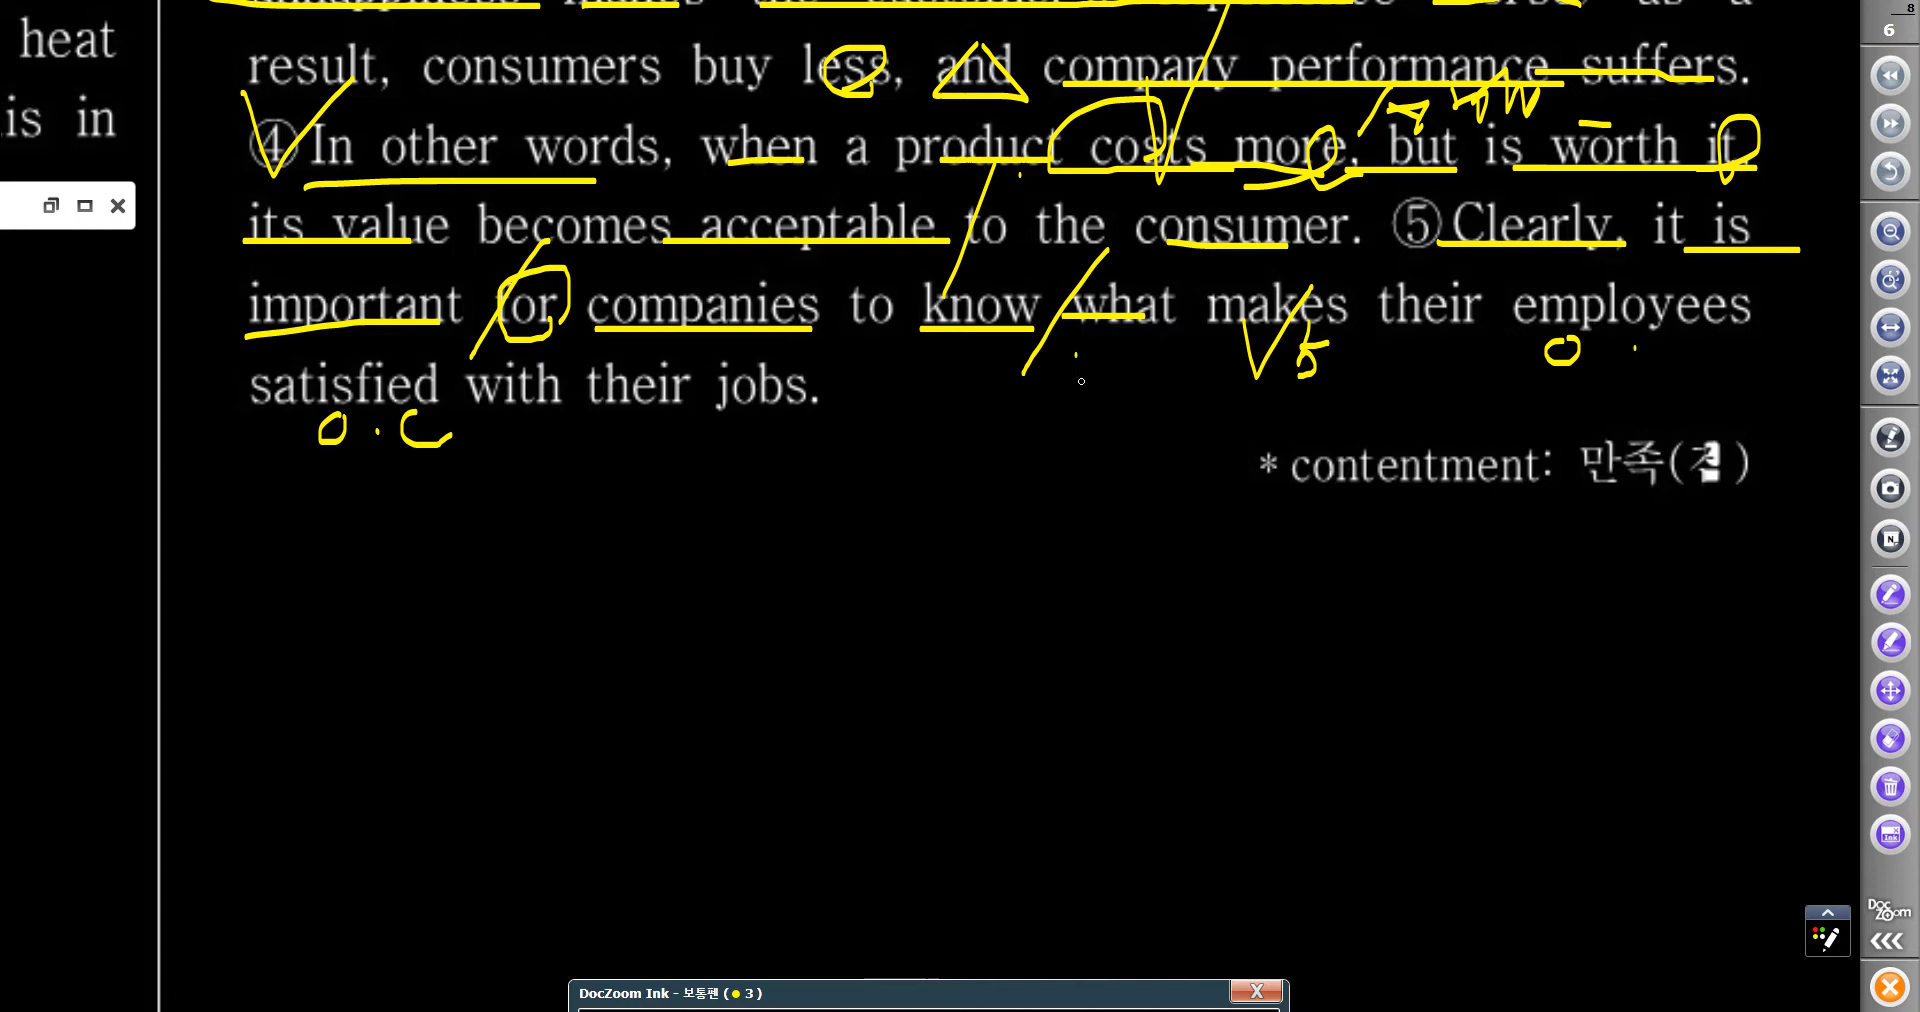 heat
is in
as a
result, consumers buy less, and company performance suffers.
④ In other words, when a product costs more, but is worth it,
its value becomes acceptable to the consumer. ⑤ Clearly, it is
important for companies to know what makes their employees
5
O
satisfied with their jobs.
O . C
* contentment: 만족(감)
8
6
DocZoom
DocZoom Ink - 보통펜 ( 3 )